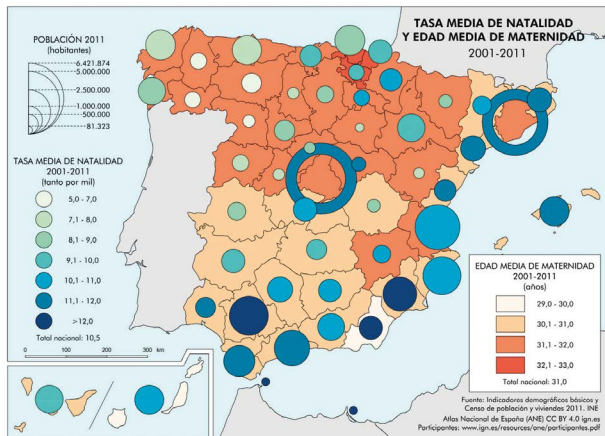 TASA MEDIA DE NATALIDAD
Y EDAD MEDIA DE MATERNIDAD
2001-2011
POBLACIÓN 2011
(habitantes)
6.421.874
5.000.000
2.500.000
1.000.000
500.000
81.323
TASA MEDIA DE NATALIDAD
2001-2011
(tanto por mil)
5,0 - 7,0
7,1 - 8,0
8,1 - 9,0
9,1 - 10,0
10,1 - 11,0
11,1 - 12,0
>12,0
Total nacional: 10,5
0 100 200 300 km
EDAD MEDIA DE MATERNIDAD
2001-2011
(años)
29,0 - 30,0
30,1 - 31,0
31,1 - 32,0
32,1 - 33,0
Total nacional: 31,0
Fuente: Indicadores demográficos básicos y
Censo de población y viviendas 2011. INE
Atlas Nacional de España (ANE) CC BY 4.0 ign.es
Participantes: www.ign.es/resources/ane/participantes.pdf